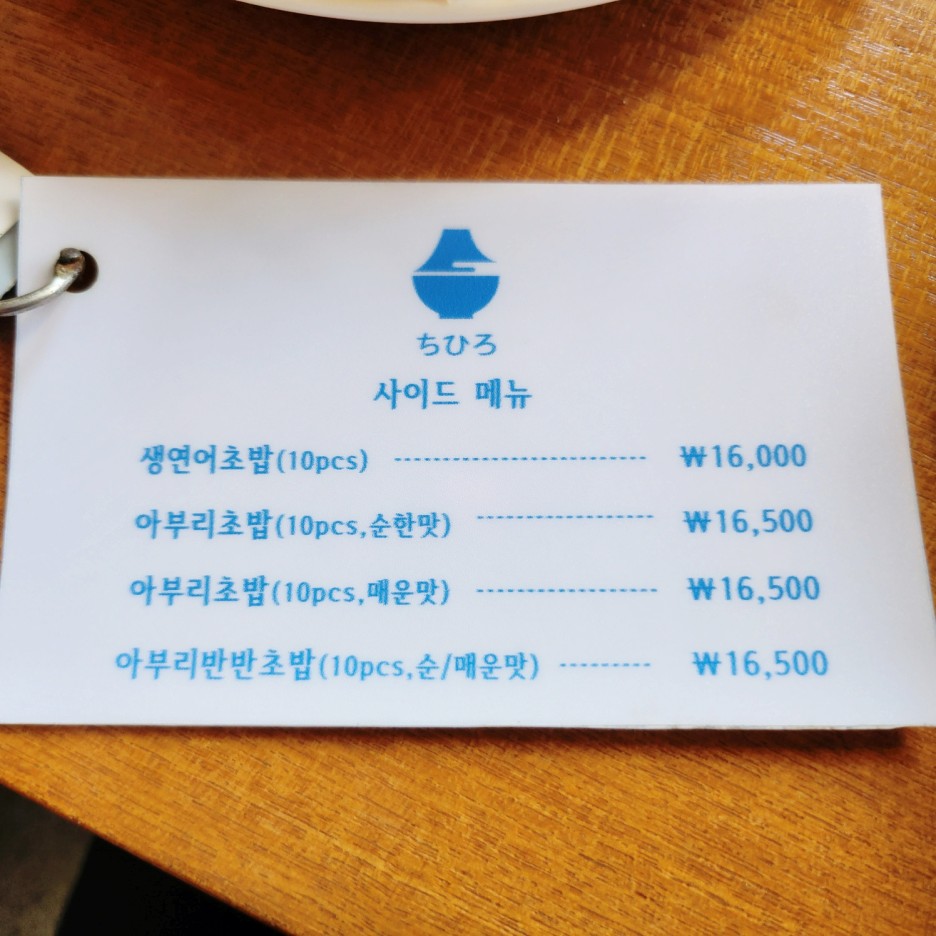 ちひろ
사이드 메뉴
생연어초밥(10pcs) ---------- ₩16,000
아부리초밥(10pcs,순한맛) ---------- ₩16,500
아부리초밥(10pcs,매운맛) ---------- ₩16,500
아부리반반초밥(10pcs,순/매운맛) ---------- ₩16,500